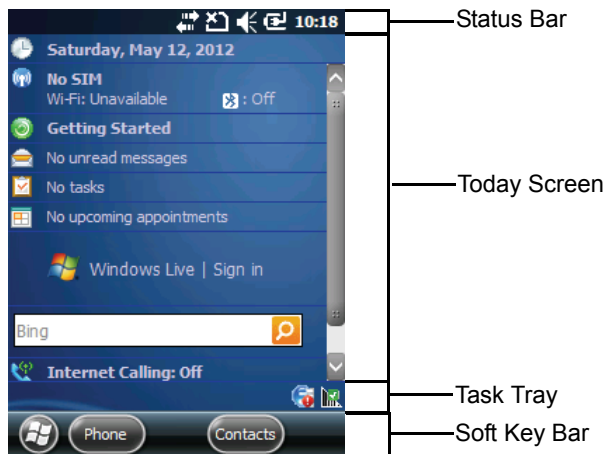 10:18
Status Bar
Saturday, May 12, 2012
No SIM
Wi-Fi: Unavailable : Off
Getting Started
No unread messages
No tasks
Today Screen
No upcoming appointments
Windows Live | Sign in
Bing
Internet Calling: Off
Task Tray
Phone Contacts
Soft Key Bar